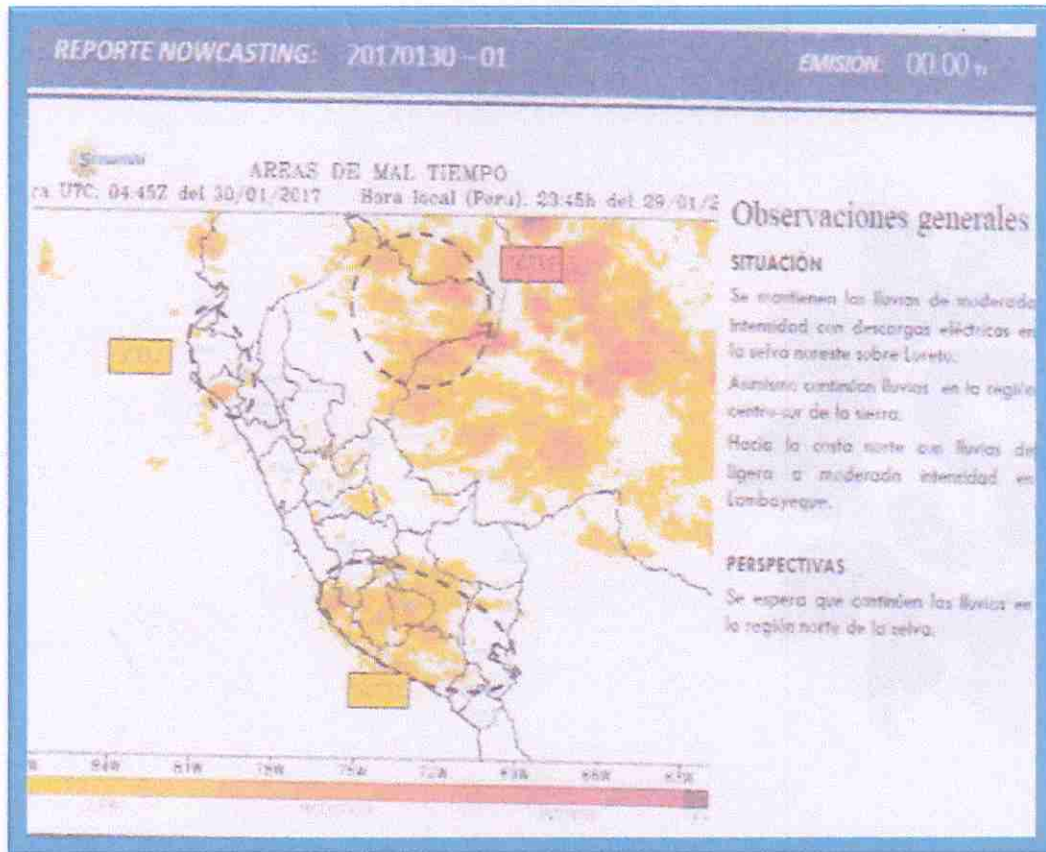 REPORTE NOWCASTING: 20170130 – 01
EMISIÓN: 00:00
Senamhi
AREAS DE MAL TIEMPO
ra UTC: 04:45Z del 30/01/2017 Hora local (Peru): 23:45h del 29/01/2
Observaciones generales
SITUACIÓN
Se mantienen las lluvias de moderada
intensidad con descargas eléctricas en
la selva noreste sobre Loreto.
Asimismo continúan lluvias en la región
centro-sur de la sierra.
Hacia la costa norte con lluvias de
ligera a moderada intensidad en
Lambayeque.
PERSPECTIVAS
Se espera que continúen las lluvias en
la región norte de la selva.
84W 81W 78W 75W 72W 69W 66W 63W